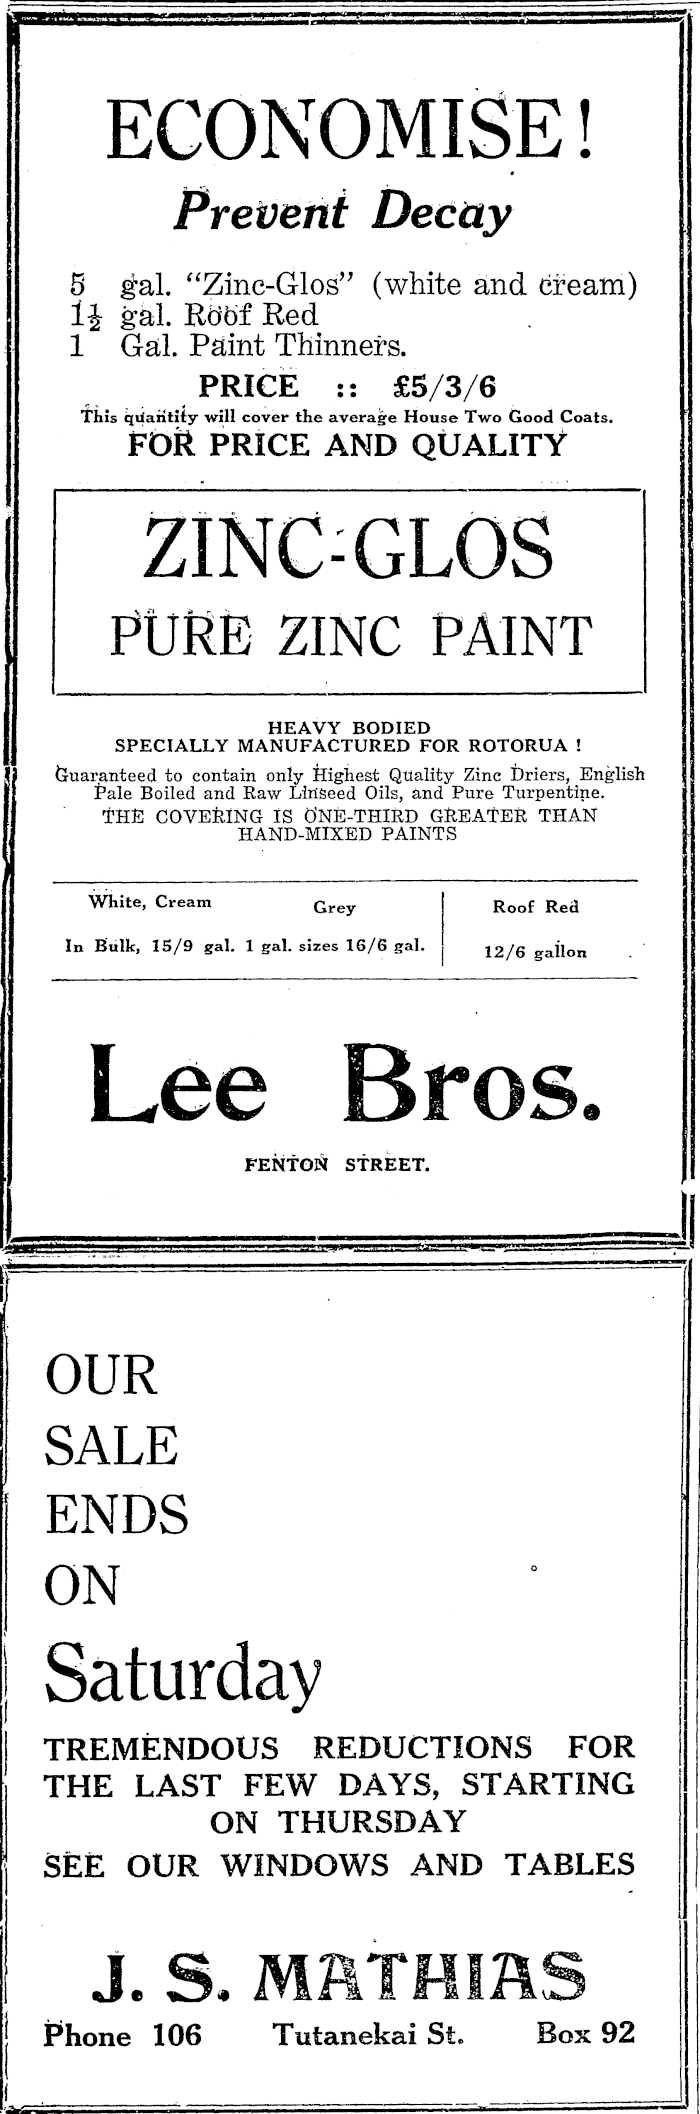 ECONOMISE!
Prevent Decay
5 gal. “Zinc-Glos” (white and cream)
1½ gal. Roof Red
1 Gal. Paint Thinners.
PRICE :: £5/3/6
This quantity will cover the average House Two Good Coats.
FOR PRICE AND QUALITY
ZINC-GLOS
PURE ZINC PAINT
HEAVY BODIED
SPECIALLY MANUFACTURED FOR ROTORUA !
Guaranteed to contain only Highest Quality Zinc Driers, English
Pale Boiled and Raw Linseed Oils, and Pure Turpentine.
THE COVERING IS ONE-THIRD GREATER THAN
HAND-MIXED PAINTS
White, Cream Grey Roof Red
In Bulk, 15/9 gal. 1 gal. sizes 16/6 gal. 12/6 gallon
Lee Bros.
FENTON STREET.
OUR
SALE
ENDS
ON
Saturday
TREMENDOUS REDUCTIONS FOR
THE LAST FEW DAYS, STARTING
ON THURSDAY
SEE OUR WINDOWS AND TABLES
J. S. MATHIAS
Phone 106 Tutanekai St. Box 92